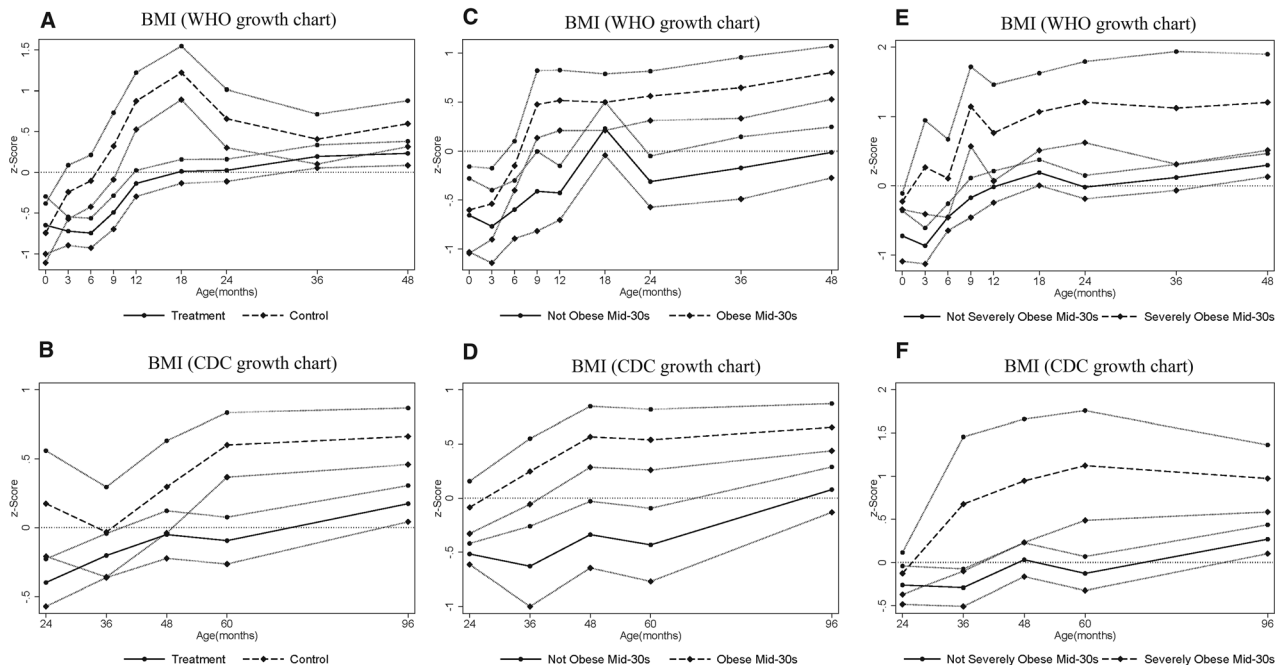 A
BMI (WHO growth chart)
1.5
1
.5
0
-.5
-1
z-Score
0 3 6 9 12 18 24 36 48
Age(months)
Treatment Control
C
BMI (WHO growth chart)
1
.5
0
-.5
-1
z-Score
0 3 6 9 12 18 24 36 48
Age(months)
Not Obese Mid-30s Obese Mid-30s
E
BMI (WHO growth chart)
2
1
0
-1
z-Score
0 3 6 9 12 18 24 36 48
Age(months)
Not Severely Obese Mid-30s Severely Obese Mid-30s
B
BMI (CDC growth chart)
1
.5
0
-.5
z-Score
24 36 48 60 96
Age(months)
Treatment Control
D
BMI (CDC growth chart)
1
.5
0
-.5
-1
z-Score
24 36 48 60 96
Age(months)
Not Obese Mid-30s Obese Mid-30s
F
BMI (CDC growth chart)
2
1.5
1
.5
0
-.5
z-Score
24 36 48 60 96
Age(months)
Not Severely Obese Mid-30s Severely Obese Mid-30s